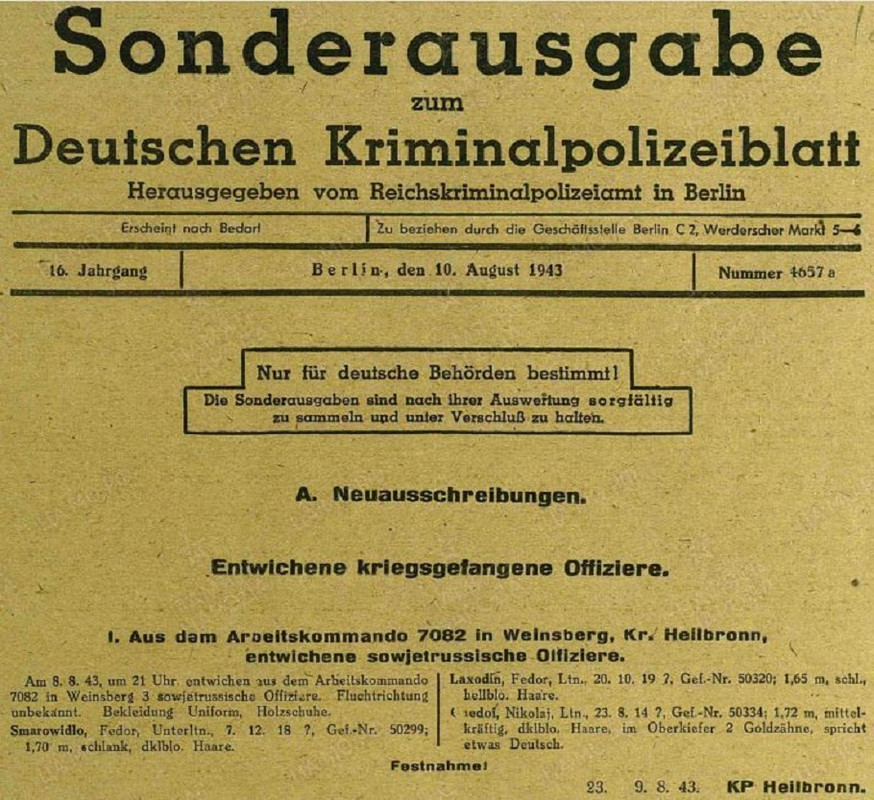 Sonderausgabe
zum
Deutschen Kriminalpolizeiblatt
Herausgegeben vom Reichskriminalpolizeiamt in Berlin
Erscheint nach Bedarf
Zu beziehen durch die Geschäftsstelle Berlin C 2, Werderscher Markt 5—6
16. Jahrgang
Berlin, den 10. August 1943
Nummer 4657 a
Nur für deutsche Behörden bestimmt!
Die Sonderausgaben sind nach ihrer Auswertung sorgfältig
zu sammeln und unter Verschluß zu halten.
A. Neuausschreibungen.
Entwichene kriegsgefangene Offiziere.
I. Aus dem Arbeitskommando 7082 in Weinsberg, Kr. Heilbronn,
entwichene sowjetrussische Offiziere.
Am 8. 8. 43, um 21 Uhr entwichen aus dem Arbeitskommando
7082 in Weinsberg 3 sowjetrussische Offiziere. Fluchtrichtung
unbekannt. Bekleidung Uniform, Holzschuhe.
Smarowidlo, Fedor, Unterltn., 7. 12. 18 ?, Gef.-Nr. 50299;
1,70 m, schlank, dklblo. Haare.
Laxodin, Fedor, Ltn., 20. 10. 19 ?, Gef.-Nr. 50320; 1,65 m, schl.,
hellblo. Haare.
Nikolaj, Ltn., 23. 8. 14 ?, Gef.-Nr. 50334; 1,72 m, mittel-
kräftig, dklblo. Haare, im Oberkiefer 2 Goldzähne, spricht
etwas Deutsch.
Festnahme!
23. 9. 8. 43. KP Heilbronn.